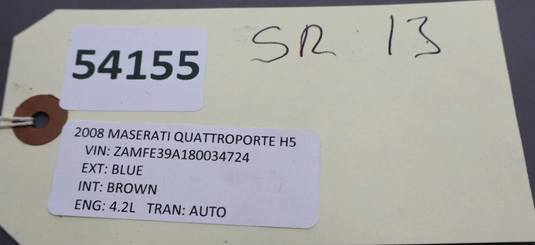 SR 13
54155
2008 MASERATI QUATTROPORTE H5
VIN: ZAMFE39A180034724
EXT: BLUE
INT: BROWN
ENG: 4.2L TRAN: AUTO